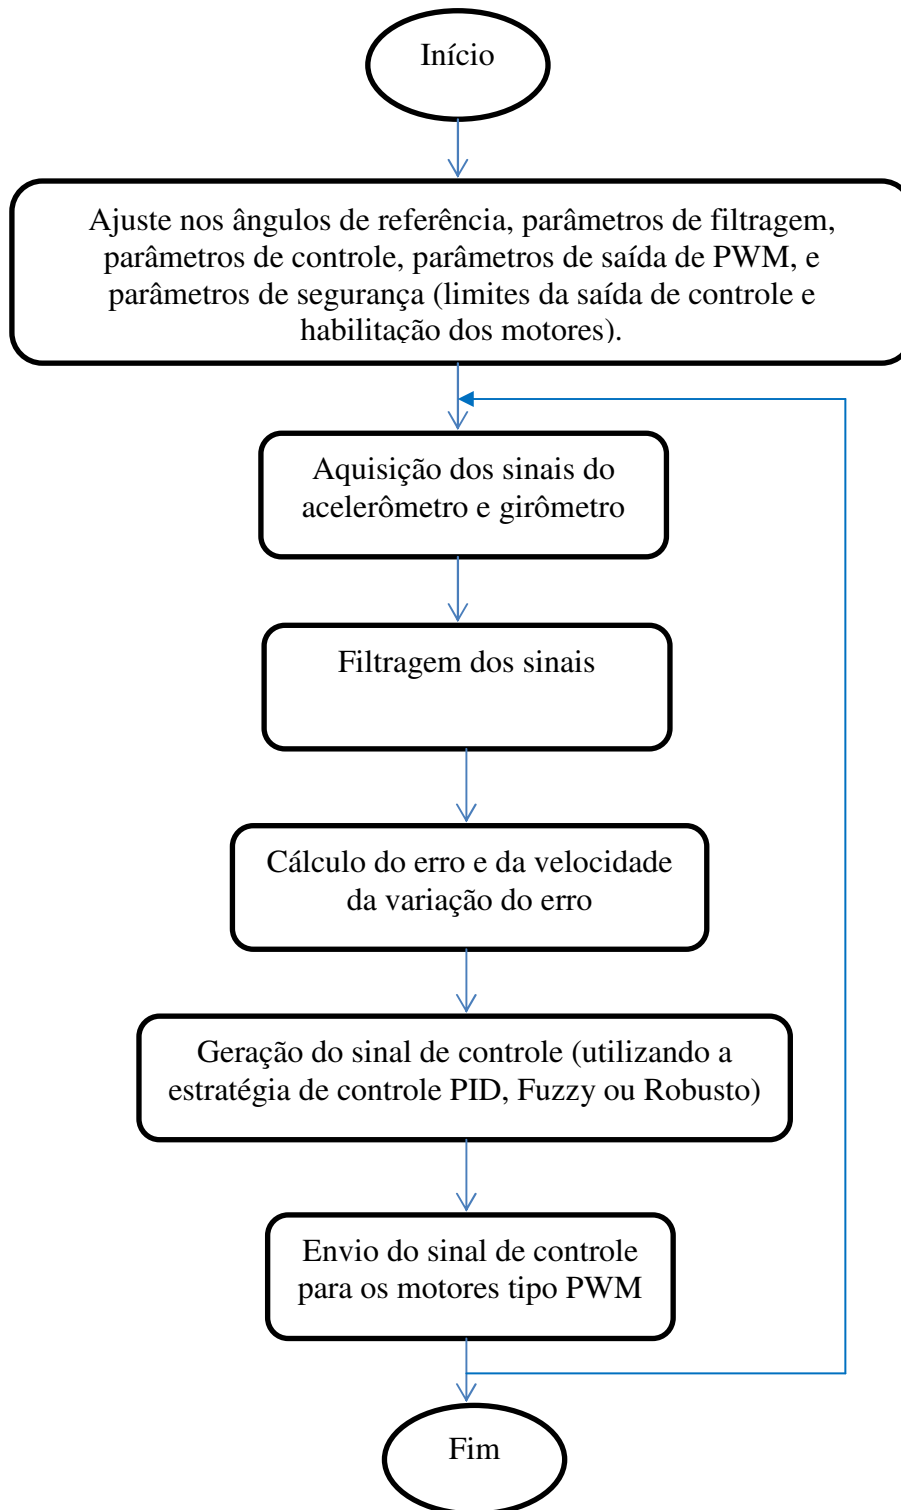 Início
Ajuste nos ângulos de referência, parâmetros de filtragem,
parâmetros de controle, parâmetros de saída de PWM, e
parâmetros de segurança (limites da saída de controle e
habilitação dos motores).
Aquisição dos sinais do
acelerômetro e girômetro
Filtragem dos sinais
Cálculo do erro e da velocidade
da variação do erro
Geração do sinal de controle (utilizando a
estratégia de controle PID, Fuzzy ou Robusto)
Envio do sinal de controle
para os motores tipo PWM
Fim